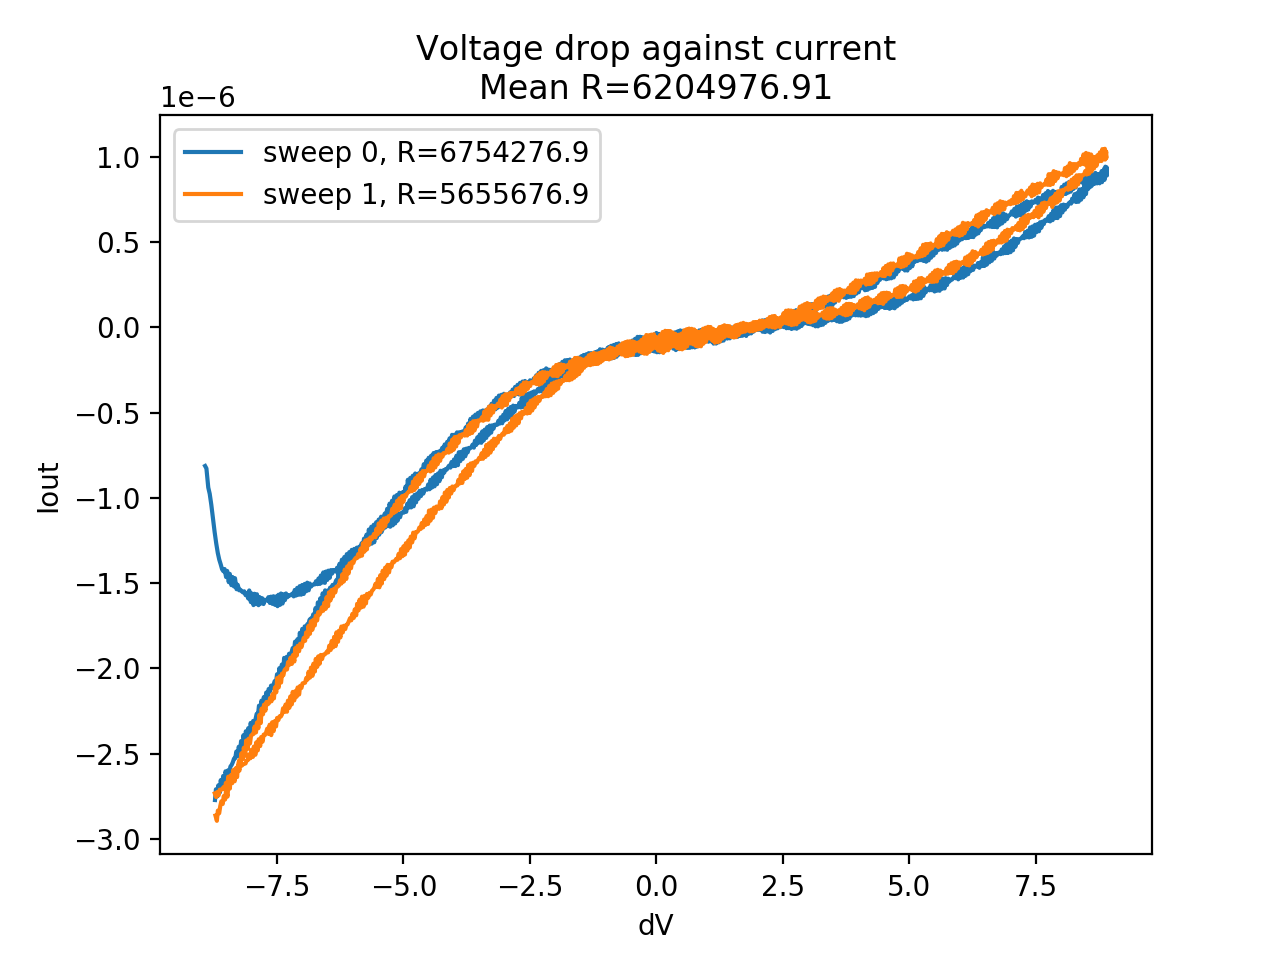 Voltage drop against current
Mean R=6204976.91
1e−6
sweep 0, R=6754276.9
sweep 1, R=5655676.9
1.0
0.5
0.0
−0.5
−1.0
−1.5
−2.0
−2.5
−3.0
Iout
−7.5 −5.0 −2.5 0.0 2.5 5.0 7.5
dV